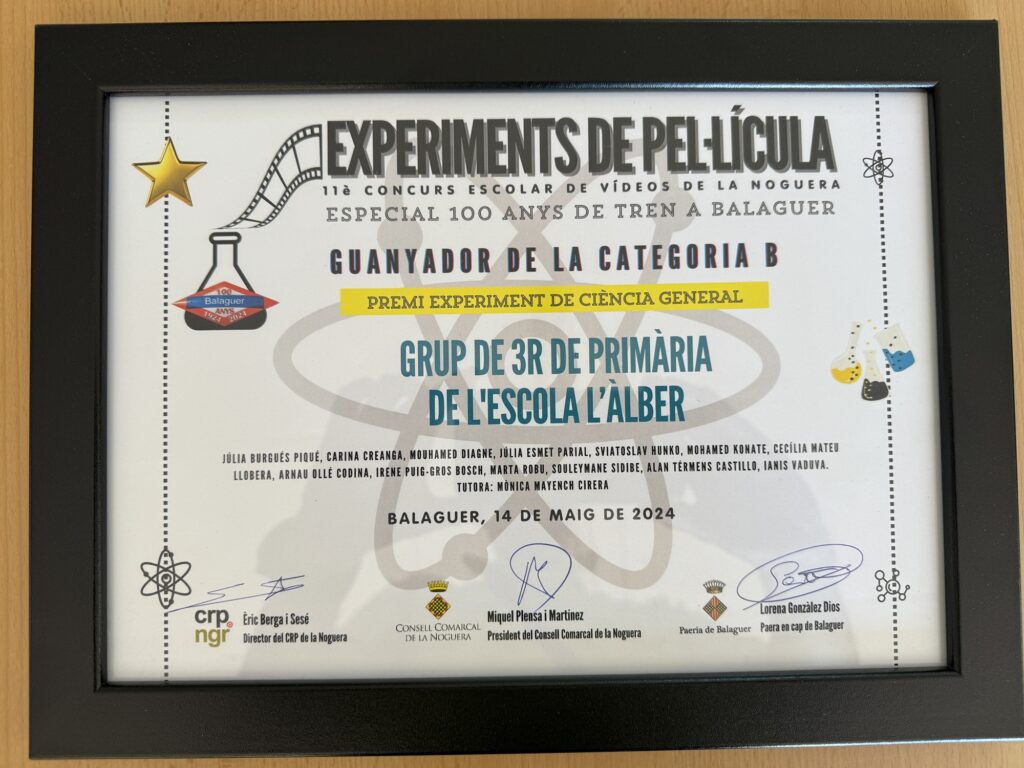 EXPERIMENTS DE PEL·LÍCULA
11è CONCURS ESCOLAR DE VÍDEOS DE LA NOGUERA
ESPECIAL 100 ANYS DE TREN A BALAGUER
GUANYADOR DE LA CATEGORIA B
100
Balaguer
ANYS
1924 2024
PREMI EXPERIMENT DE CIÈNCIA GENERAL
GRUP DE 3R DE PRIMÀRIA
DE L'ESCOLA L'ÀLBER
JÚLIA BURGUÉS PIQUÉ, CARINA CREANGA, MOUHAMED DIAGNE, JÚLIA ESMET PARIAL, SVIATOSLAV HUNKO, MOHAMED KONATE, CECÍLIA MATEU
LLOBERA, ARNAU OLLÉ CODINA, IRENE PUIG-GROS BOSCH, MARTA ROBU, SOULEYMANE SIDIBE, ALAN TÉRMENS CASTILLO, IANIS VADUVA.
TUTORA: MÒNICA MAYENCH CIRERA
BALAGUER, 14 DE MAIG DE 2024
crp
ngr
Èric Berga i Sesé
Director del CRP de la Noguera
CONSELL COMARCAL
DE LA NOGUERA
Miquel Plensa i Martínez
President del Consell Comarcal de la Noguera
Paeria de Balaguer
Lorena Gonzàlez Dios
Paera en cap de Balaguer